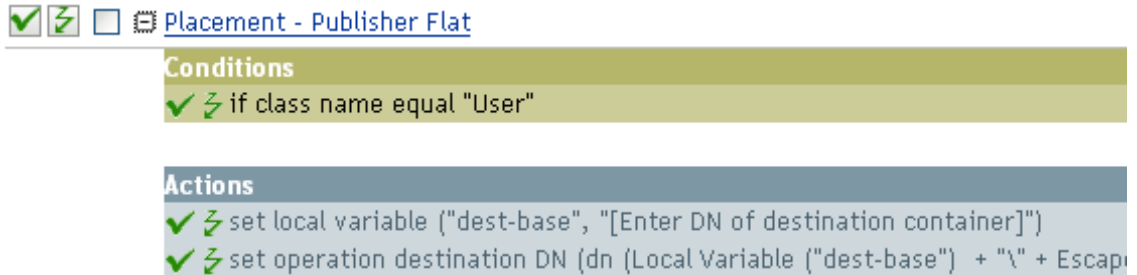 Placement - Publisher Flat
Conditions
if class name equal "User"
Actions
set local variable ("dest-base", "[Enter DN of destination container]")
set operation destination DN (dn (Local Variable ("dest-base") + "\" + Escap